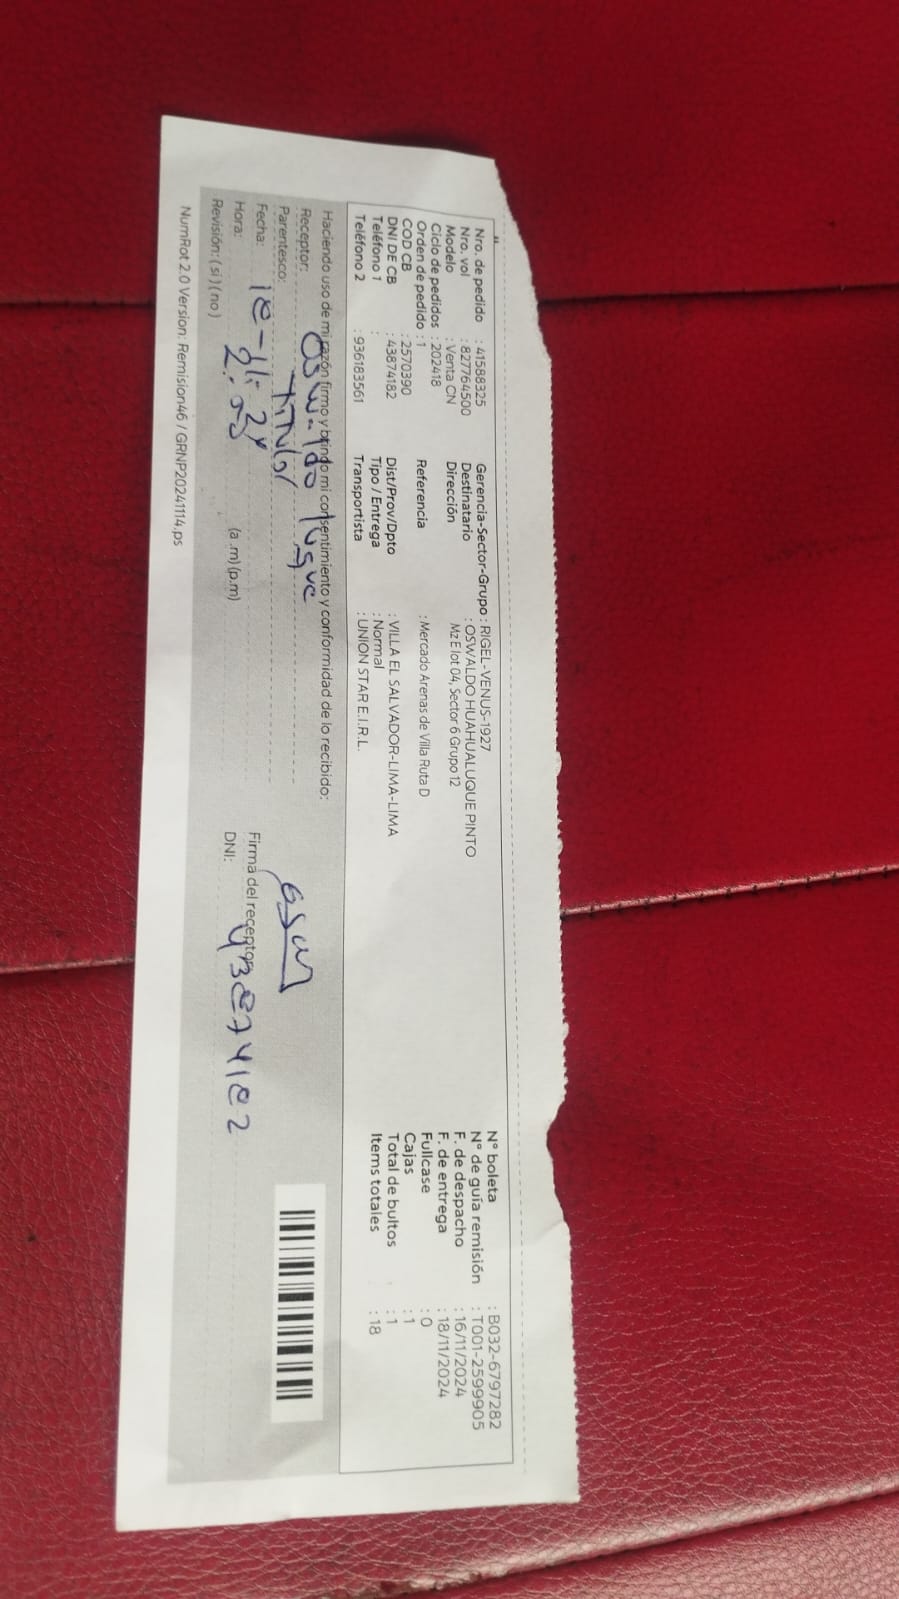 Nro. de pedido : 41588325
Nro. vol : 827764500
Modelo : Venta CN
Ciclo de pedidos : 202418
Orden de pedido : 1
COD CB : 2570390
DNI DE CB : 43874182
Teléfono 1 :
Teléfono 2 : 936183561
Gerencia-Sector-Grupo : RIGEL-VENUS-1927
Destinatario : OSWALDO HUAHUALUQUE PINTO
Dirección Mz E lot 04, Sector 6 Grupo 12
Referencia : Mercado Arenas de Villa Ruta D
Dist/Prov/Dpto : VILLA EL SALVADOR-LIMA-LIMA
Tipo / Entrega : Normal
Transportista : UNION STAR E.I.R.L.
N° boleta : B032-6797282
N° de guía remisión : T001-2599905
F. de despacho : 16/11/2024
F. de entrega : 18/11/2024
Fullcase : 0
Cajas : 1
Total de bultos : 1
Items totales : 18
Haciendo uso de mi razón firmo y brindo mi consentimiento y conformidad de lo recibido:
Receptor: Oswaldo luque
Parentesco: Titular
Fecha: 18-11-24
Hora: (a .m) (p.m)
Revisión: ( si ) ( no )
Firma del receptor:
DNI: 43874182
NumRot 2.0 Version: Remision46 / GRNP20241114.ps